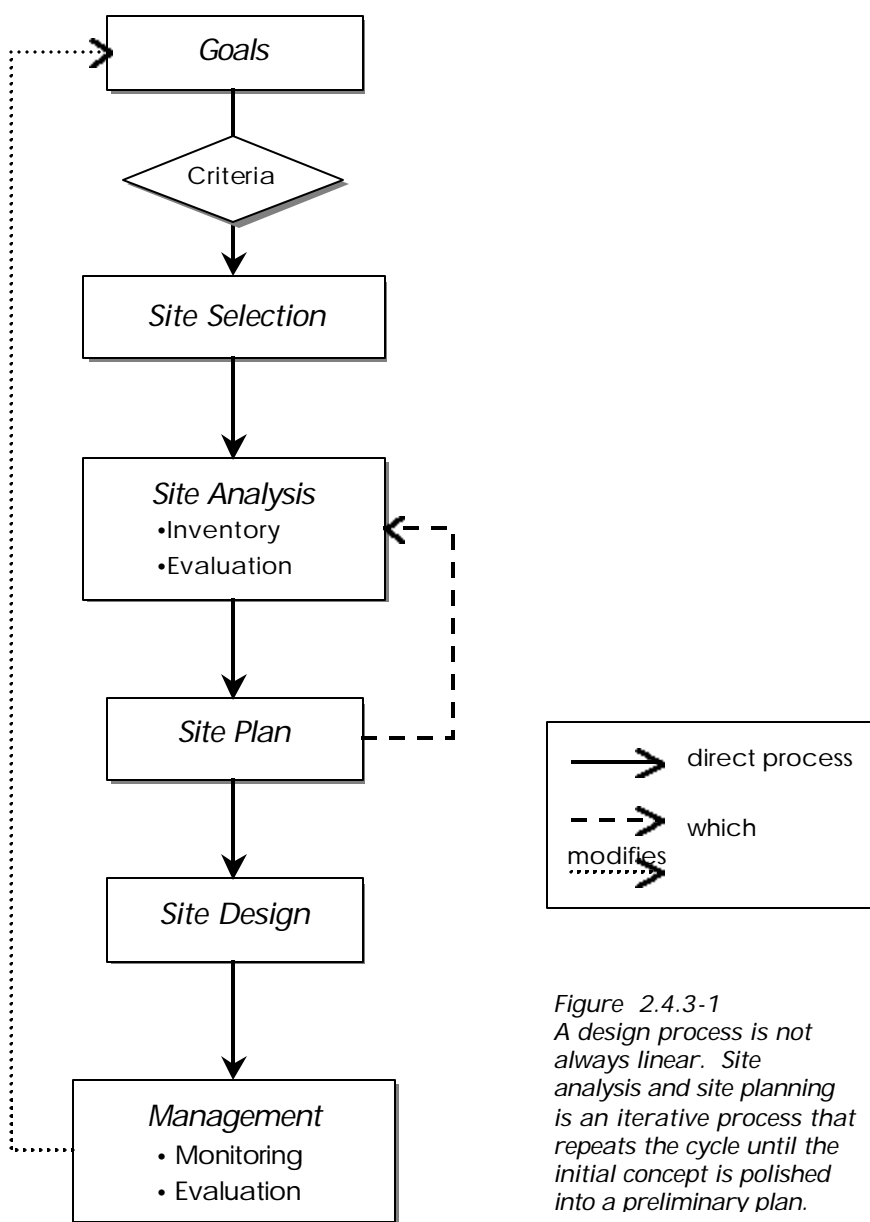 Goals
Criteria
Site Selection
Site Analysis
•Inventory
•Evaluation
Site Plan
Site Design
Management
• Monitoring
• Evaluation
direct process
which
modifies
Figure 2.4.3-1
A design process is not
always linear. Site
analysis and site planning
is an iterative process that
repeats the cycle until the
initial concept is polished
into a preliminary plan.